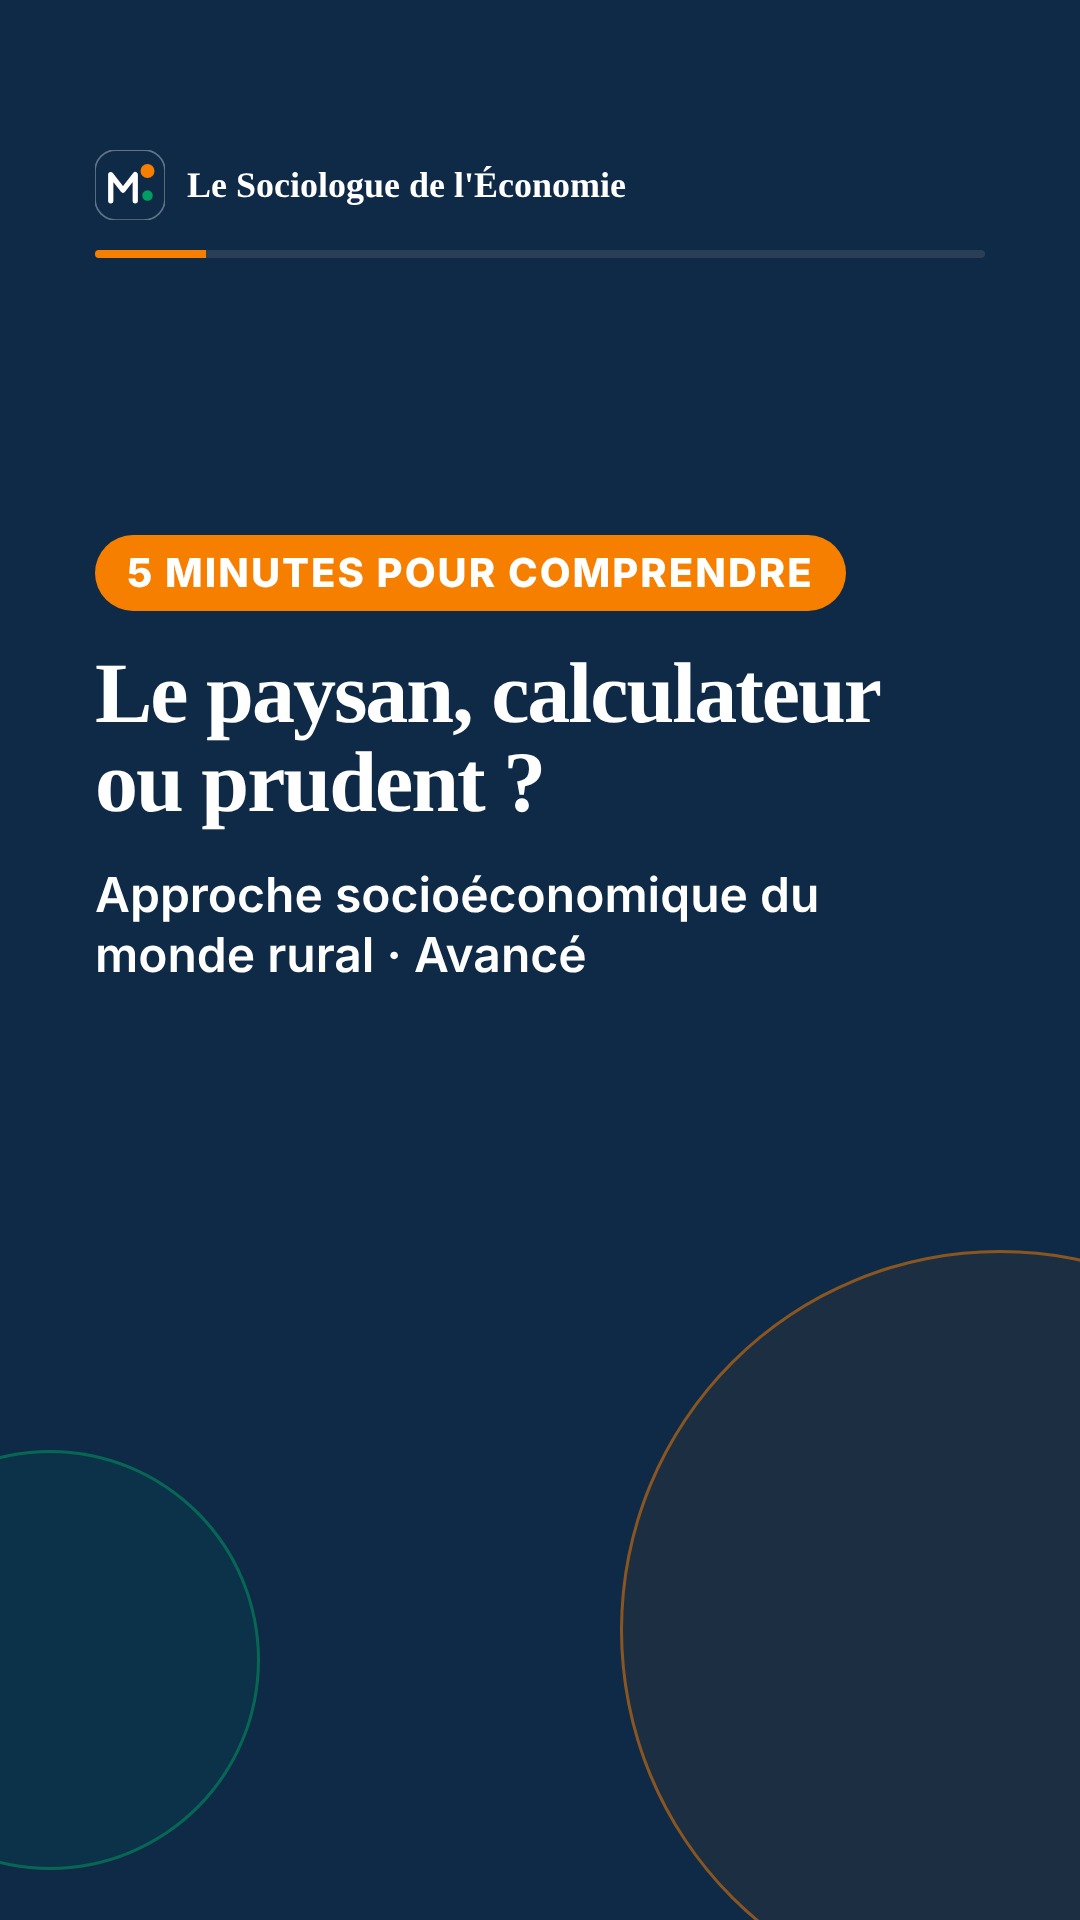 M
Le Sociologue de l'Économie
5 MINUTES POUR COMPRENDRE
Le paysan, calculateur
ou prudent ?
Approche socioéconomique du
monde rural · Avancé